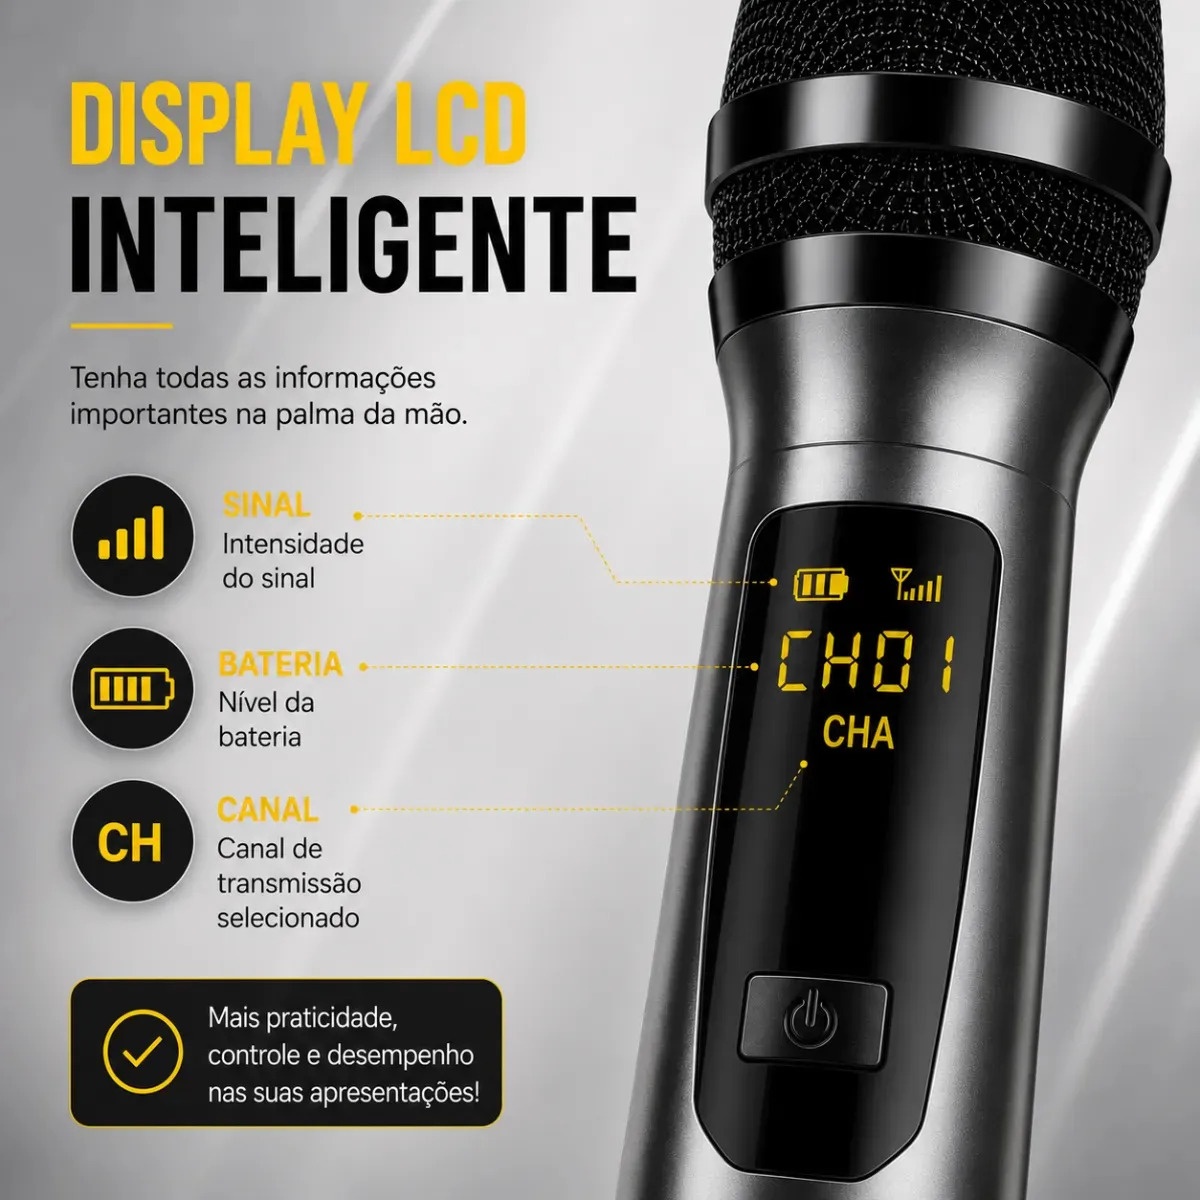 DISPLAY LCD
INTELIGENTE
Tenha todas as informações
importantes na palma da mão.
SINAL
Intensidade
do sinal
BATERIA
Nível da
bateria
CH
CANAL
Canal de
transmissão
selecionado
Mais praticidade,
controle e desempenho
nas suas apresentações!
CH01
CHA